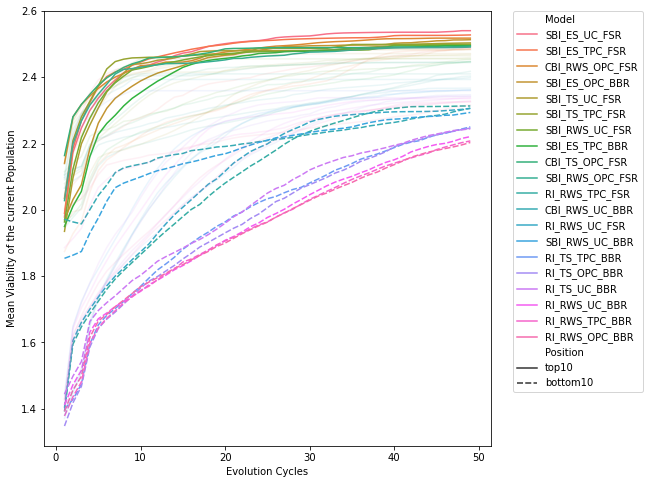 2.6
2.4
2.2
2.0
1.8
1.6
1.4
Mean Viability of the current Population
0 10 20 30 40 50
Evolution Cycles
Model
SBI_ES_UC_FSR
SBI_ES_TPC_FSR
CBI_RWS_OPC_FSR
SBI_ES_OPC_BBR
SBI_TS_UC_FSR
SBI_TS_TPC_FSR
SBI_RWS_UC_FSR
SBI_ES_TPC_BBR
CBI_TS_OPC_FSR
SBI_RWS_OPC_FSR
RI_RWS_TPC_FSR
CBI_RWS_UC_BBR
RI_RWS_UC_FSR
SBI_RWS_UC_BBR
RI_TS_TPC_BBR
RI_TS_OPC_BBR
RI_TS_UC_BBR
RI_RWS_UC_BBR
RI_RWS_TPC_BBR
RI_RWS_OPC_BBR
Position
top10
bottom10